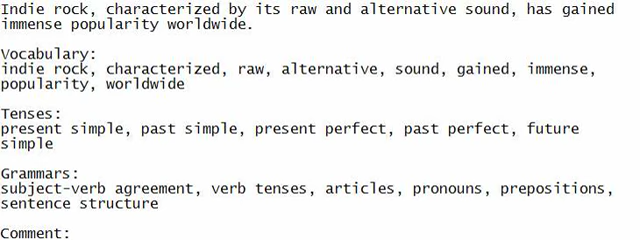 Indie rock, characterized by its raw and alternative sound, has gained
immense popularity worldwide.
Vocabulary:
indie rock, characterized, raw, alternative, sound, gained, immense,
popularity, worldwide
Tenses:
present simple, past simple, present perfect, past perfect, future
simple
Grammars:
subject-verb agreement, verb tenses, articles, pronouns, prepositions,
sentence structure
Comment: